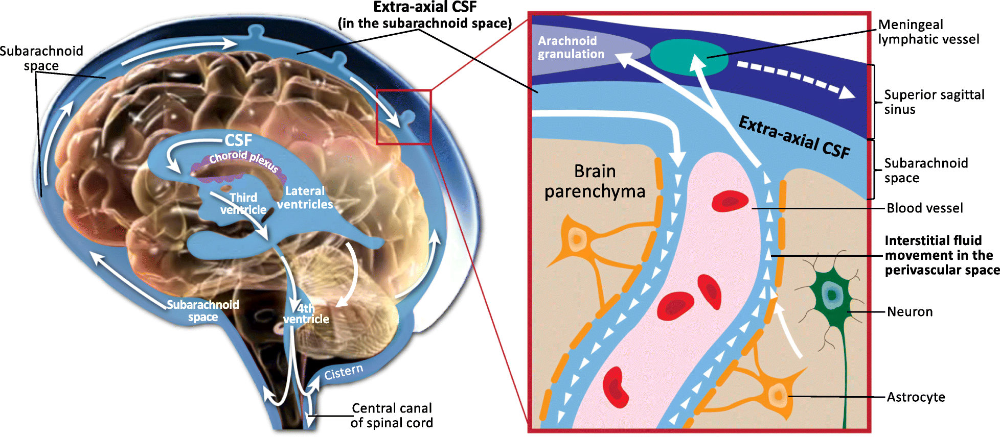 Extra-axial CSF
(in the subarachnoid space)
Subarachnoid
space
CSF
Choroid plexus
Third
ventricle
Lateral
ventricles
Subarachnoid
space
4th
ventricle
Cistern
Central canal
of spinal cord
Arachnoid
granulation
Meningeal
lymphatic vessel
Superior sagittal
sinus
Extra-axial CSF
Subarachnoid
space
Brain
parenchyma
Blood vessel
Interstitial fluid
movement in the
perivascular space
Neuron
Astrocyte